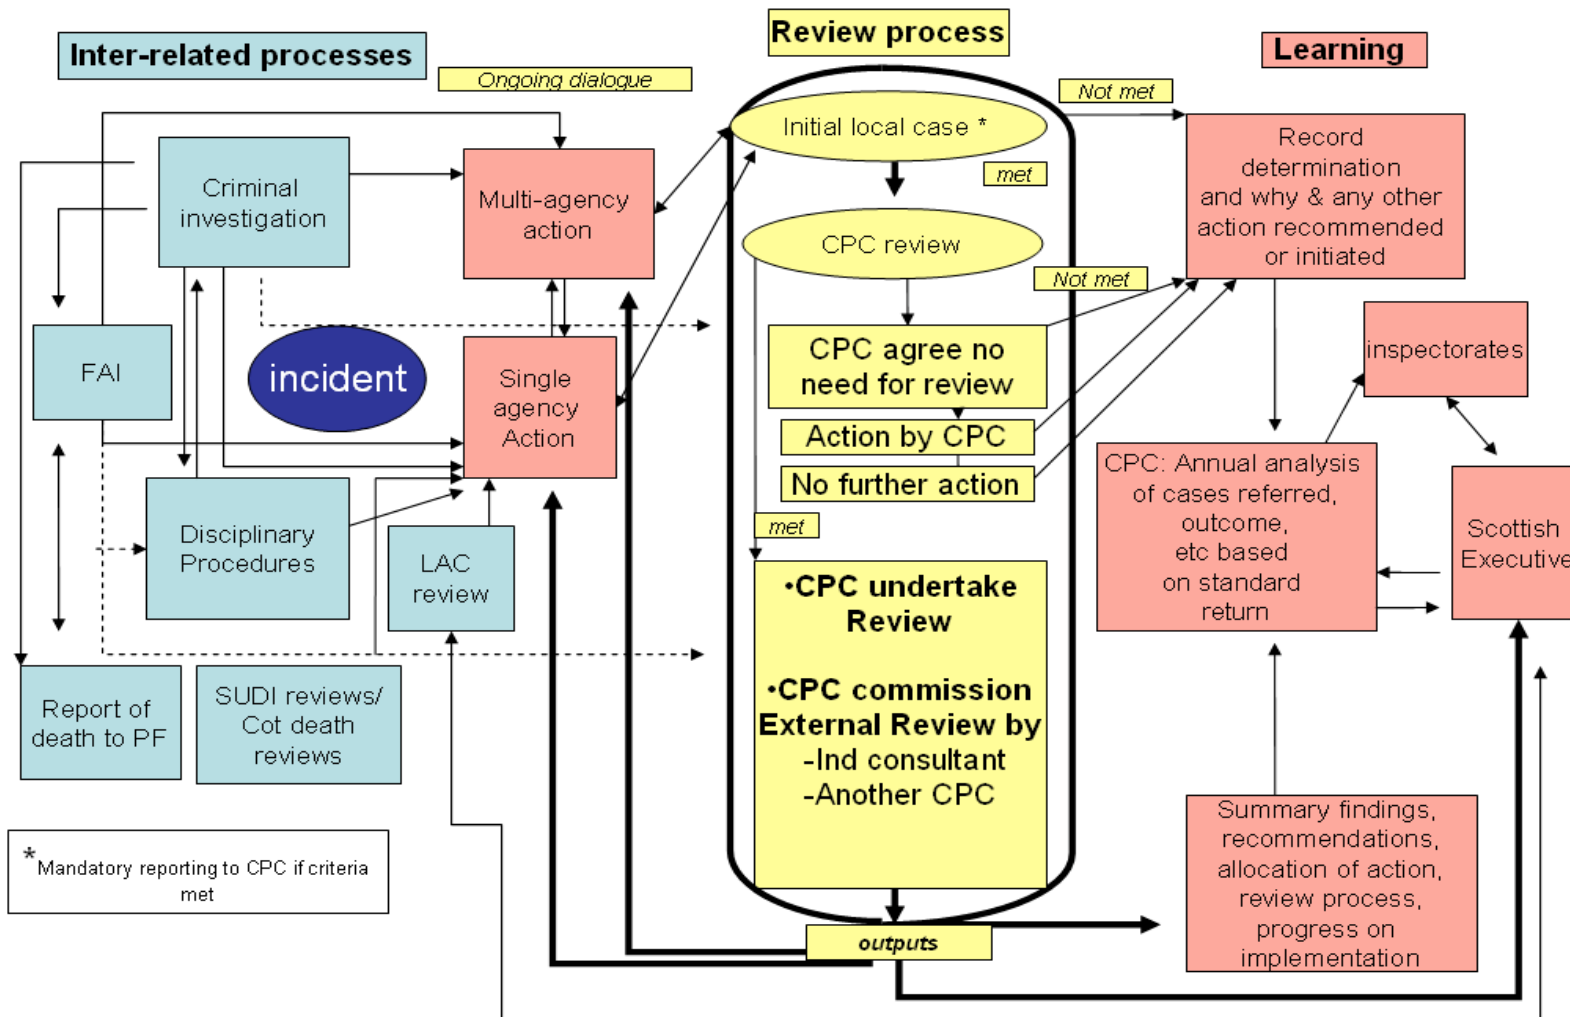 Inter-related processes
Review process
Learning
Ongoing dialogue
Not met
Initial local case *
met
Criminal
investigation
Multi-agency
action
Record
determination
and why & any other
action recommended
or initiated
CPC review
Not met
FAI
incident
Single
agency
Action
CPC agree no
need for review
inspectorates
Action by CPC
No further action
CPC: Annual analysis
of cases referred,
outcome,
etc based
on standard
return
Scottish
Executive
met
Disciplinary
Procedures
LAC
review
•CPC undertake
Review
•CPC commission
External Review by
-Ind consultant
-Another CPC
Report of
death to PF
SUDI reviews/
Cot death
reviews
Summary findings,
recommendations,
allocation of action,
review process,
progress on
implementation
*Mandatory reporting to CPC if criteria
met
outputs